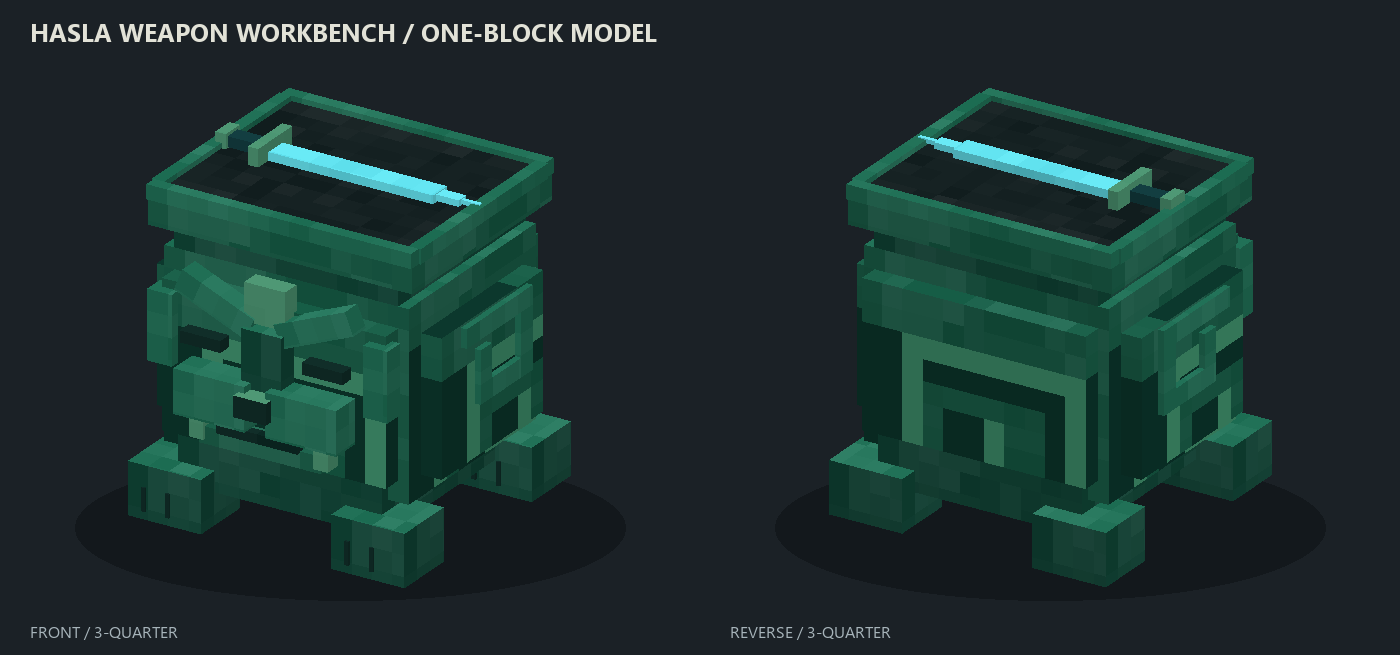 HASLA WEAPON WORKBENCH / ONE-BLOCK MODEL
FRONT / 3-QUARTER
REVERSE / 3-QUARTER